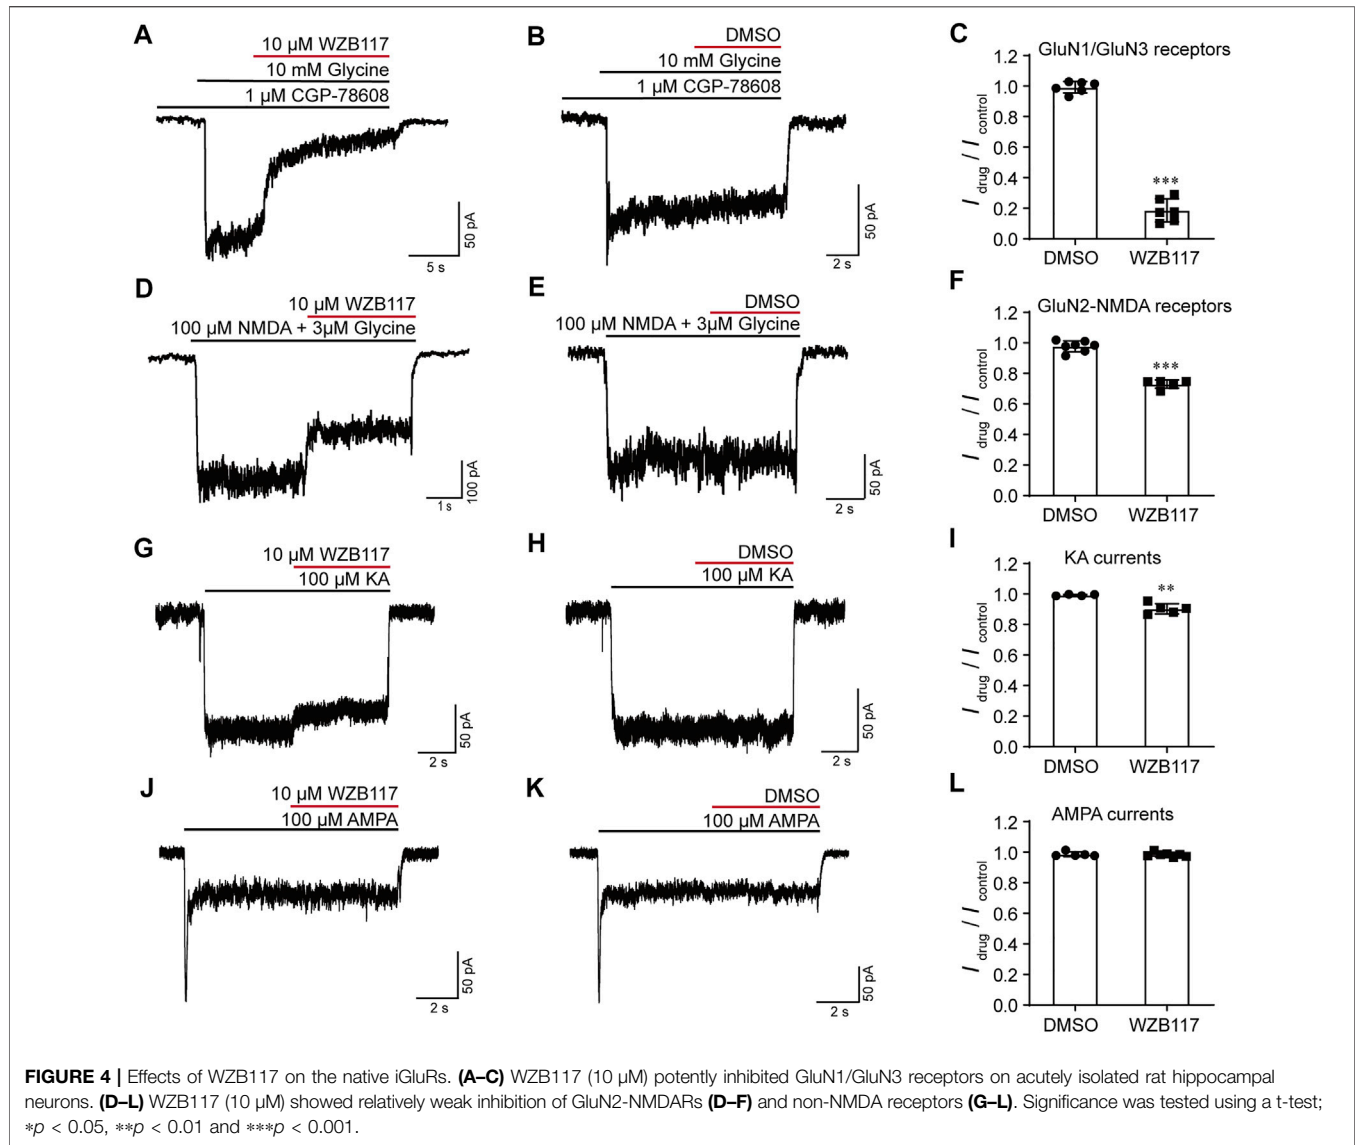 A
10 µM WZB117
10 mM Glycine
1 µM CGP-78608
50 pA
5 s
B
DMSO
10 mM Glycine
1 µM CGP-78608
50 pA
2 s
C
GluN1/GluN3 receptors
I drug / I control
1.2
1.0
0.8
0.6
0.4
0.2
0.0
***
DMSO WZB117
D
10 µM WZB117
100 µM NMDA + 3µM Glycine
100 pA
1 s
E
DMSO
100 µM NMDA + 3µM Glycine
50 pA
2 s
F
GluN2-NMDA receptors
I drug / I control
1.2
1.0
0.8
0.6
0.4
0.2
0.0
***
DMSO WZB117
G
10 µM WZB117
100 µM KA
50 pA
2 s
H
DMSO
100 µM KA
50 pA
2 s
I
KA currents
I drug / I control
1.2
1.0
0.8
0.6
0.4
0.2
0.0
**
DMSO WZB117
J
10 µM WZB117
100 µM AMPA
50 pA
2 s
K
DMSO
100 µM AMPA
50 pA
2 s
L
AMPA currents
I drug / I control
1.2
1.0
0.8
0.6
0.4
0.2
0.0
DMSO WZB117
FIGURE 4 | Effects of WZB117 on the native iGluRs. (A–C) WZB117 (10 µM) potently inhibited GluN1/GluN3 receptors on acutely isolated rat hippocampal
neurons. (D–L) WZB117 (10 µM) showed relatively weak inhibition of GluN2-NMDARs (D–F) and non-NMDA receptors (G–L). Significance was tested using a t-test;
*p < 0.05, **p < 0.01 and ***p < 0.001.